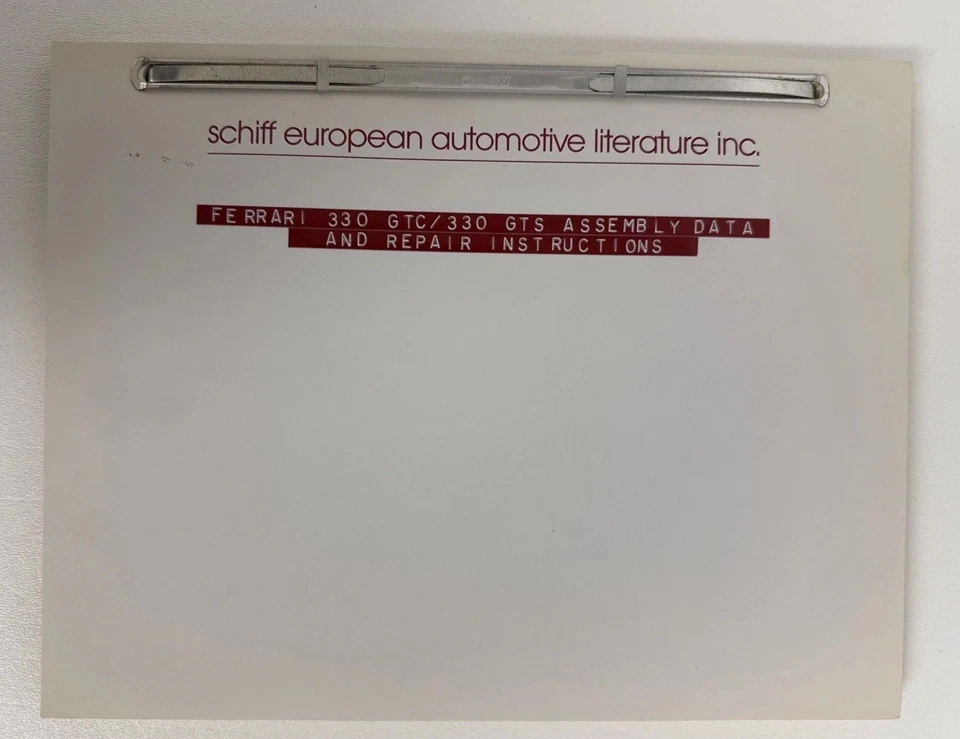 schiff european automotive literature inc.
FERRARI 330 GTC/330 GTS ASSEMBLY DATA
AND REPAIR INSTRUCTIONS